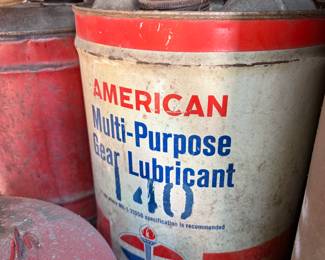 AMERICAN
Multi-Purpose
Gear Lubricant
140
specification is recommended